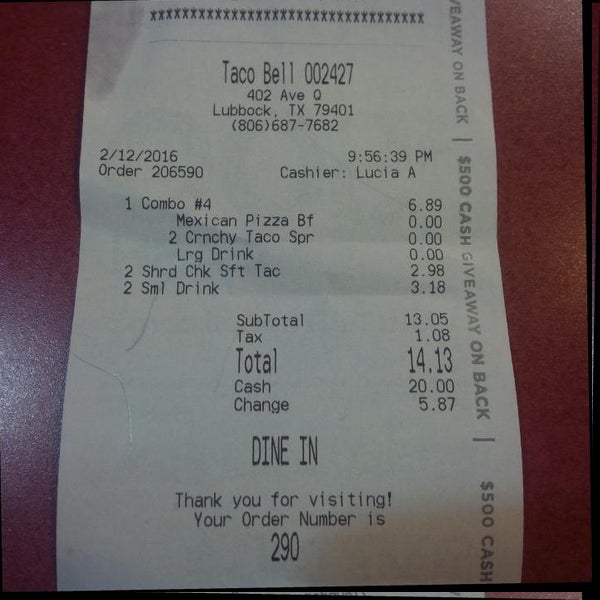 xxxxxxxxxxxxxxxxxxxxxxxxxxxxxxxxxx
Taco Bell 002427
402 Ave Q
Lubbock, TX 79401
(806)687-7682
2/12/2016 9:56:39 PM
Order 206590 Cashier: Lucia A
1 Combo #4 6.89
Mexican Pizza Bf 0.00
2 Crnchy Taco Spr 0.00
Lrg Drink 0.00
2 Shrd Chk Sft Tac 2.98
2 Sml Drink 3.18
SubTotal 13.05
Tax 1.08
Total 14.13
Cash 20.00
Change 5.87
DINE IN
Thank you for visiting!
Your Order Number is
290
VEAWAY ON BACK | $500 CASH GIVEAWAY ON BACK | $500 CASH